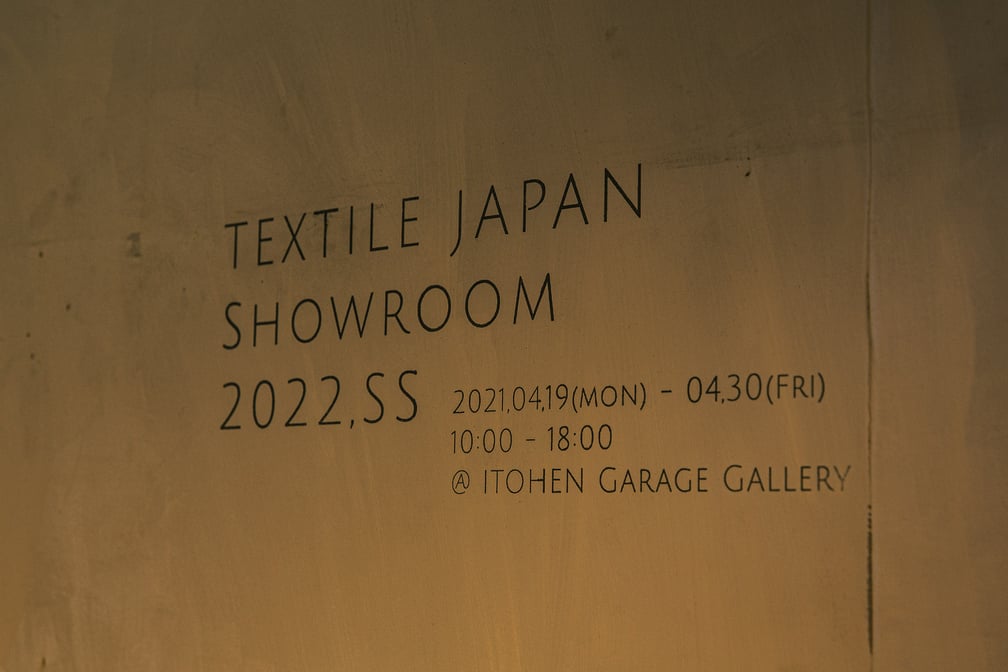 TEXTILE JAPAN
SHOWROOM
2022,SS
2021,04,19(MON) - 04,30(FRI)
10:00 - 18:00
@ ITOHEN GARAGE GALLERY